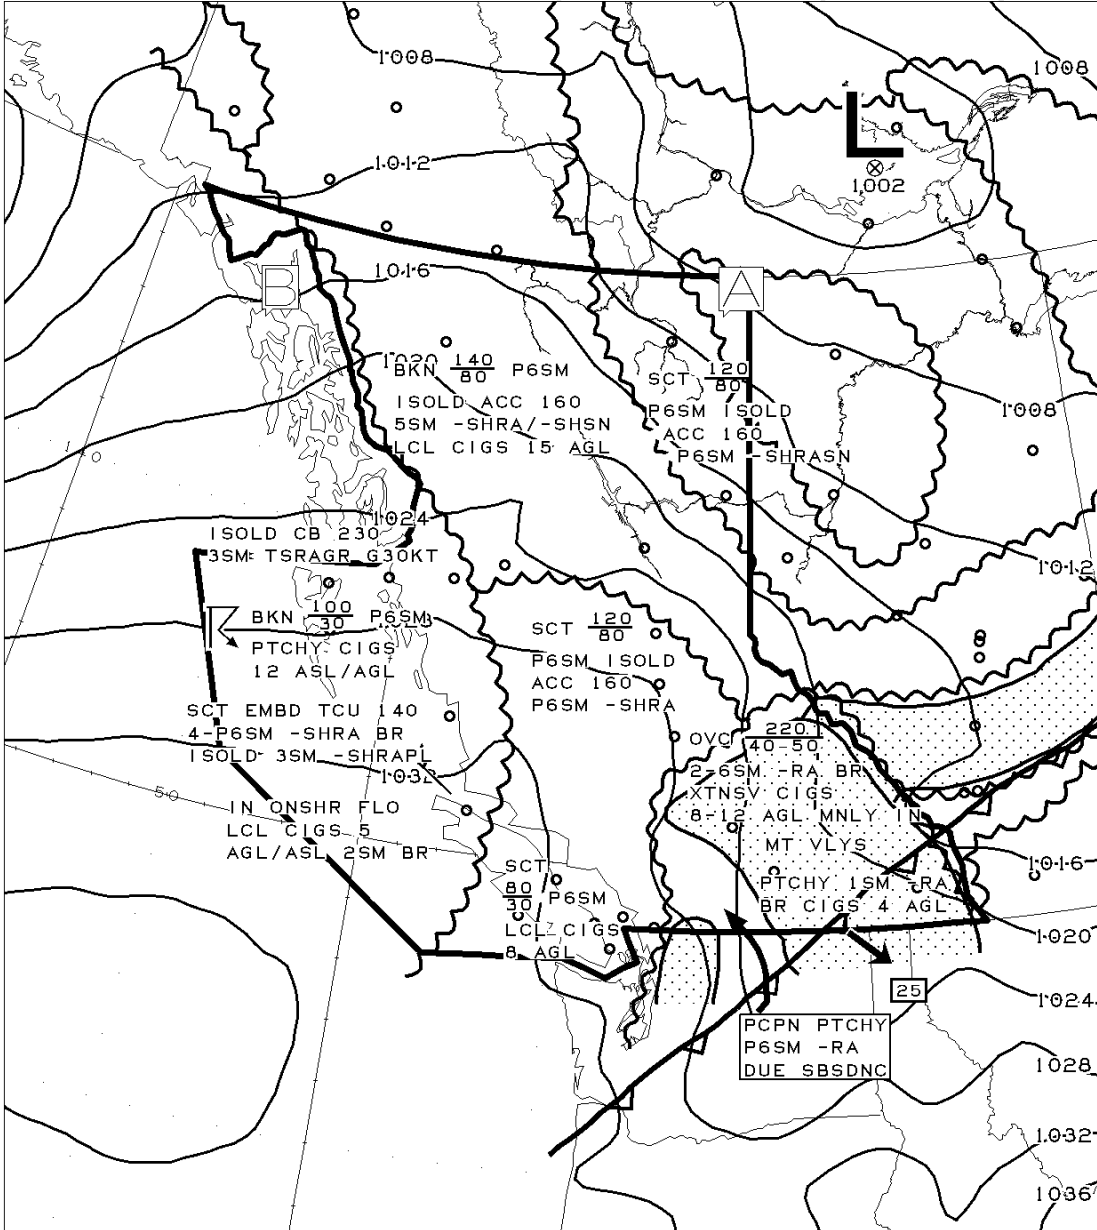 1008
1008
1012
L
1002
B
1016
A
1020
BKN 140/80 P6SM
ISOLD ACC 160
5SM -SHRA/-SHSN
LCL CIGS 15 AGL
SCT 120/80
P6SM ISOLD
ACC 160
P6SM -SHRASN
1008
1024
ISOLD CB 230
3SM TSRAGR G30KT
1012
BKN 100/30 P6SM
PTCHY CIGS
12 ASL/AGL
SCT 120/80
P6SM ISOLD
ACC 160
P6SM -SHRA
SCT EMBD TCU 140
4-P6SM -SHRA BR
ISOLD 3SM -SHRAPL
1032
50
IN ONSHR FLO
LCL CIGS 5
AGL/ASL 2SM BR
OVC 220/40-50
2-6SM -RA BR
XTNSV CIGS
8-12 AGL MNLY IN
MT VLYS
PTCHY 1SM -RA
BR CIGS 4 AGL
SCT
80/30 P6SM
LCL CIGS
8 AGL
1016
1020
25
1024
PCPN PTCHY
P6SM -RA
DUE SBSDNC
1028
1032
1036